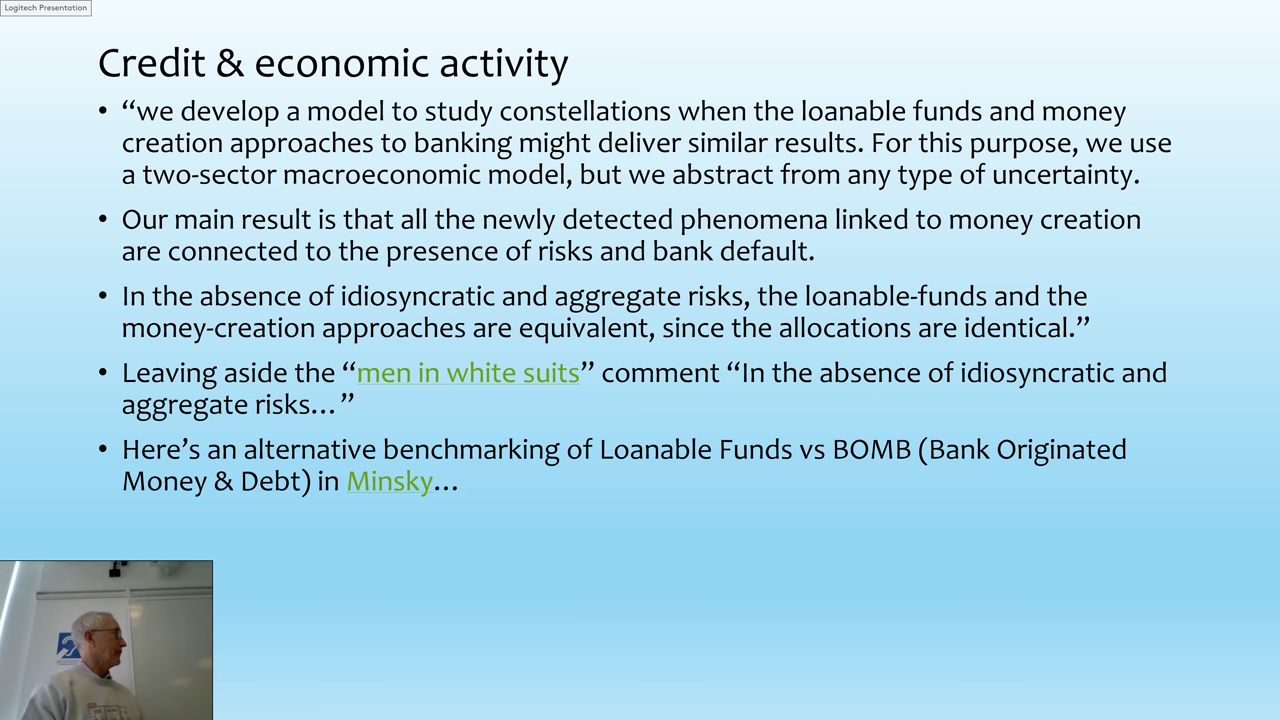 Logitech Presentation
Credit & economic activity
• “we develop a model to study constellations when the loanable funds and money
creation approaches to banking might deliver similar results. For this purpose, we use
a two-sector macroeconomic model, but we abstract from any type of uncertainty.
• Our main result is that all the newly detected phenomena linked to money creation
are connected to the presence of risks and bank default.
• In the absence of idiosyncratic and aggregate risks, the loanable-funds and the
money-creation approaches are equivalent, since the allocations are identical.”
• Leaving aside the “men in white suits” comment “In the absence of idiosyncratic and
aggregate risks…”
• Here’s an alternative benchmarking of Loanable Funds vs BOMB (Bank Originated
Money & Debt) in Minsky…